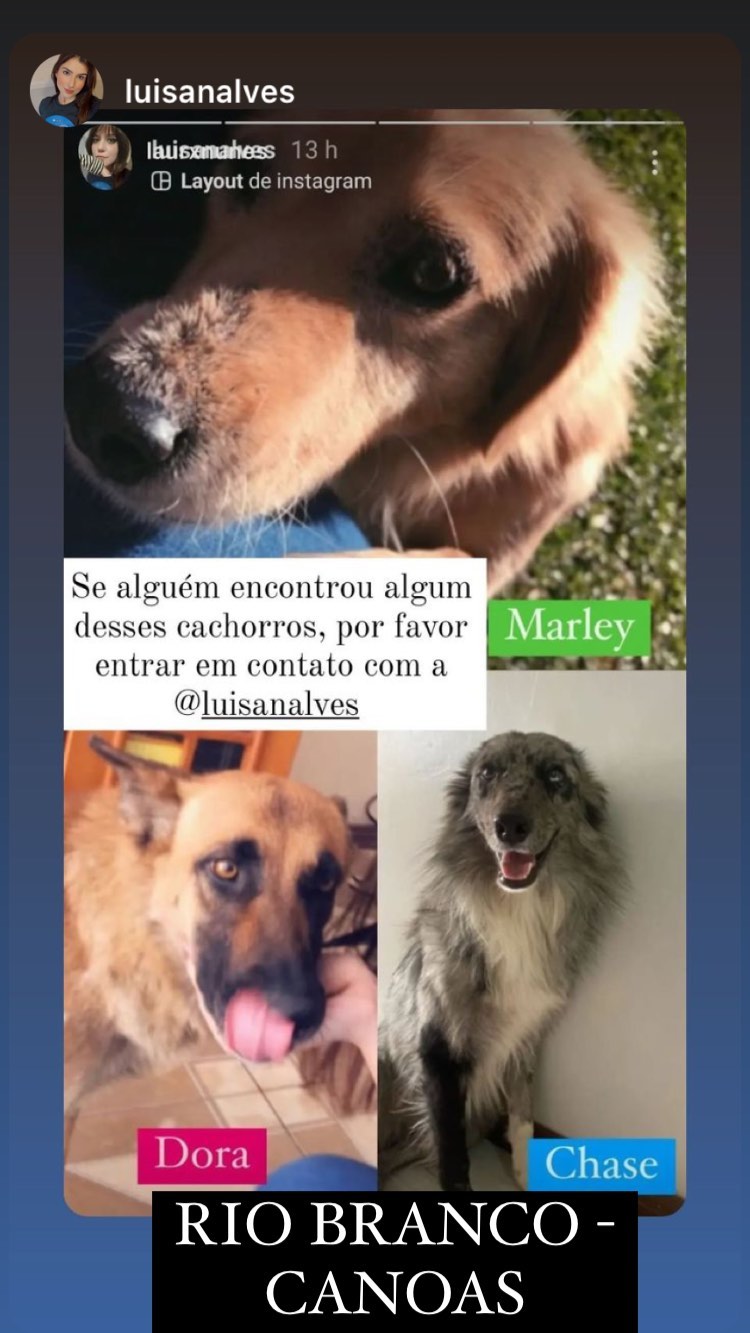 luisanalves
13 h
Layout de instagram
Se alguém encontrou algum
desses cachorros, por favor
entrar em contato com a
@luisanalves
Marley
Dora
Chase
RIO BRANCO -
CANOAS